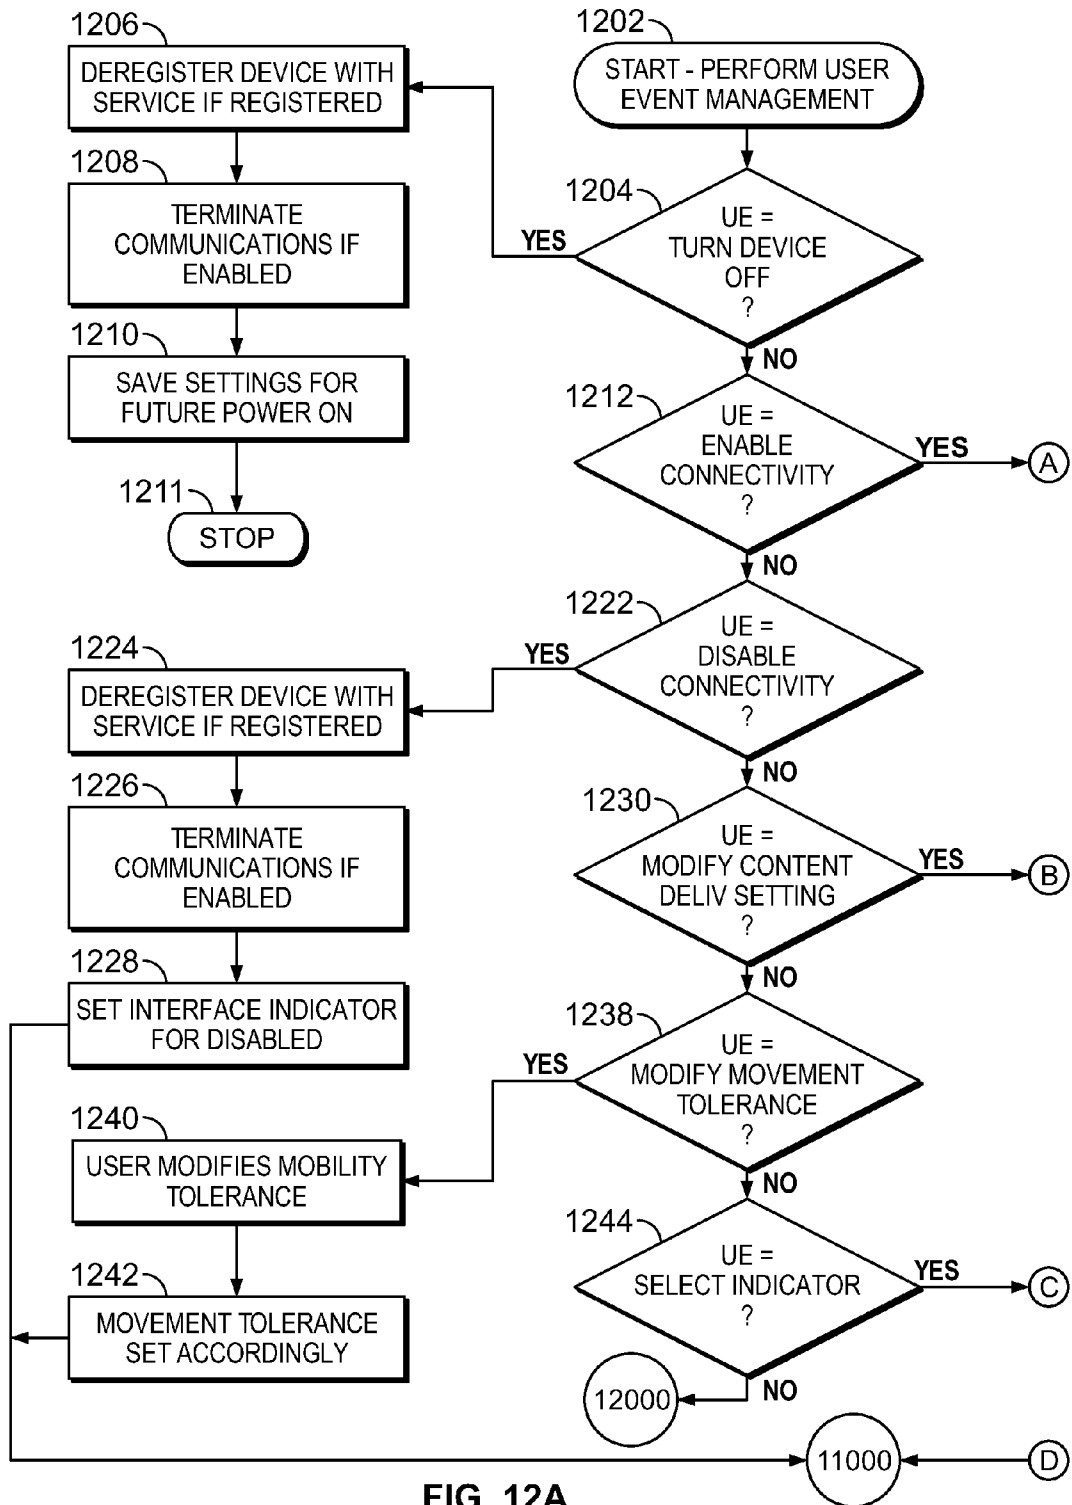 1206
DEREGISTER DEVICE WITH
SERVICE IF REGISTERED
1208
TERMINATE
COMMUNICATIONS IF
ENABLED
1210
SAVE SETTINGS FOR
FUTURE POWER ON
1211
STOP
1202
START - PERFORM USER
EVENT MANAGEMENT
1204
UE =
TURN DEVICE
OFF
?
YES
NO
1212
UE =
ENABLE
CONNECTIVITY
?
YES
A
NO
1222
UE =
DISABLE
CONNECTIVITY
?
YES
NO
1224
DEREGISTER DEVICE WITH
SERVICE IF REGISTERED
1226
TERMINATE
COMMUNICATIONS IF
ENABLED
1228
SET INTERFACE INDICATOR
FOR DISABLED
1230
UE =
MODIFY CONTENT
DELIV SETTING
?
YES
B
NO
1238
UE =
MODIFY MOVEMENT
TOLERANCE
?
YES
NO
1240
USER MODIFIES MOBILITY
TOLERANCE
1242
MOVEMENT TOLERANCE
SET ACCORDINGLY
1244
UE =
SELECT INDICATOR
?
YES
C
NO
12000
11000
D
FIG. 12A